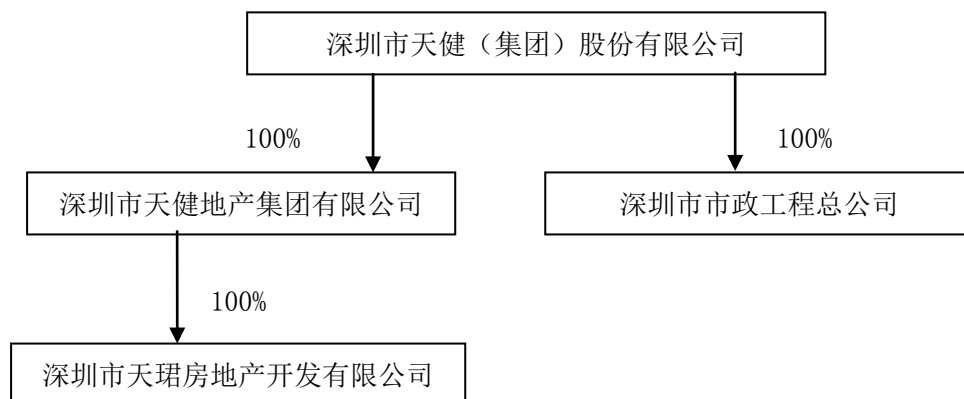 深圳市天健（集团）股份有限公司
100%
100%
深圳市天健地产集团有限公司
深圳市市政工程总公司
100%
深圳市天珺房地产开发有限公司